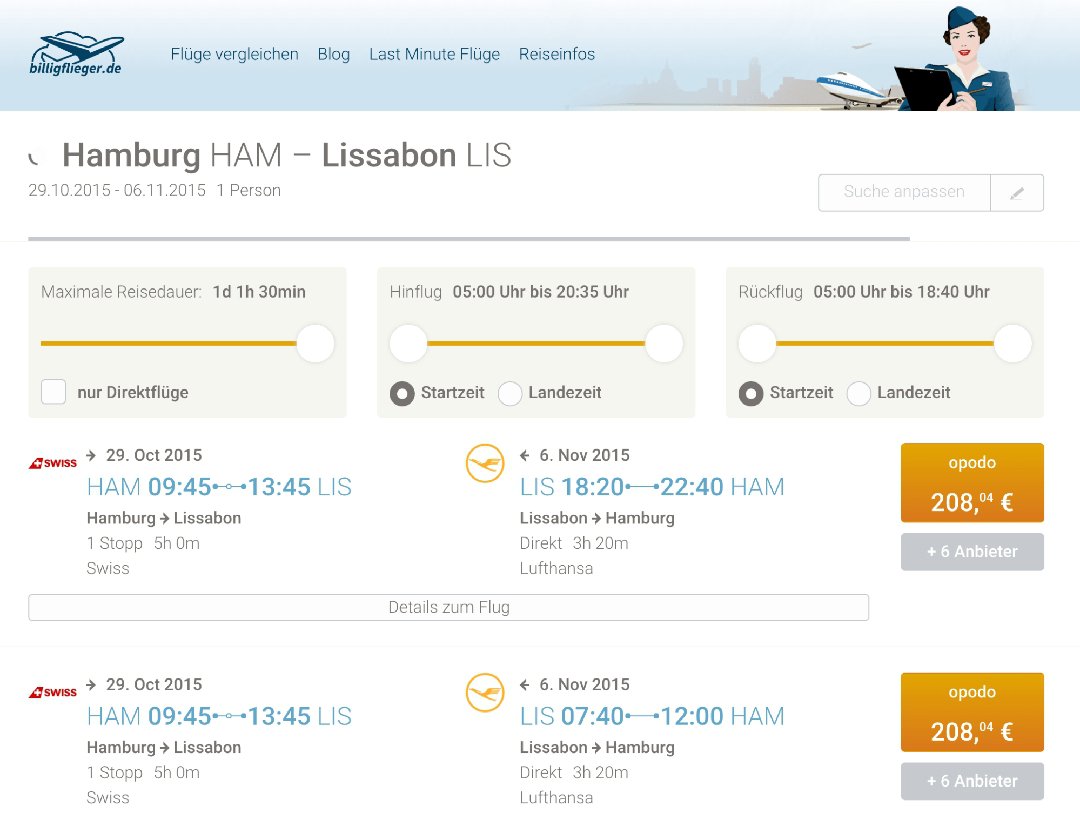 billigflieger.de
Flüge vergleichen Blog Last Minute Flüge Reiseinfos
Hamburg HAM – Lissabon LIS
29.10.2015 - 06.11.2015 1 Person
Suche anpassen
Maximale Reisedauer: 1d 1h 30min
nur Direktflüge
Hinflug 05:00 Uhr bis 20:35 Uhr
Startzeit Landezeit
Rückflug 05:00 Uhr bis 18:40 Uhr
Startzeit Landezeit
SWISS
→ 29. Oct 2015
HAM 09:45 13:45 LIS
Hamburg → Lissabon
1 Stopp 5h 0m
Swiss
← 6. Nov 2015
LIS 18:20 22:40 HAM
Lissabon → Hamburg
Direkt 3h 20m
Lufthansa
opodo
208,04 €
+ 6 Anbieter
Details zum Flug
SWISS
→ 29. Oct 2015
HAM 09:45 13:45 LIS
Hamburg → Lissabon
1 Stopp 5h 0m
Swiss
← 6. Nov 2015
LIS 07:40 12:00 HAM
Lissabon → Hamburg
Direkt 3h 20m
Lufthansa
opodo
208,04 €
+ 6 Anbieter